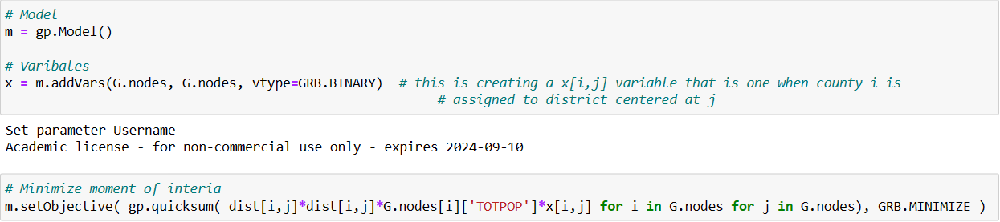 # Model
m = gp.Model()
# Varibales
x = m.addVars(G.nodes, G.nodes, vtype=GRB.BINARY)  # this is creating a x[i,j] variable that is one when county i is
# assigned to district centered at j
Set parameter Username
Academic license - for non-commercial use only - expires 2024-09-10
# Minimize moment of interia
m.setObjective( gp.quicksum( dist[i,j]*dist[i,j]*G.nodes[i]['TOTPOP']*x[i,j] for i in G.nodes for j in G.nodes), GRB.MINIMIZE )